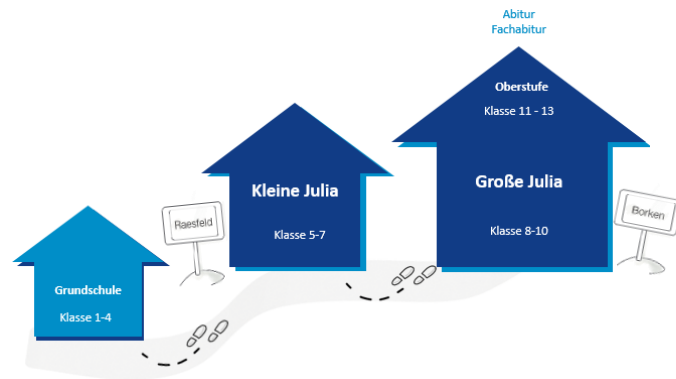 Abitur
Fachabitur
Oberstufe
Klasse 11 - 13
Große Julia
Klasse 8-10
Borken
Kleine Julia
Klasse 5-7
Raesfeld
Grundschule
Klasse 1-4